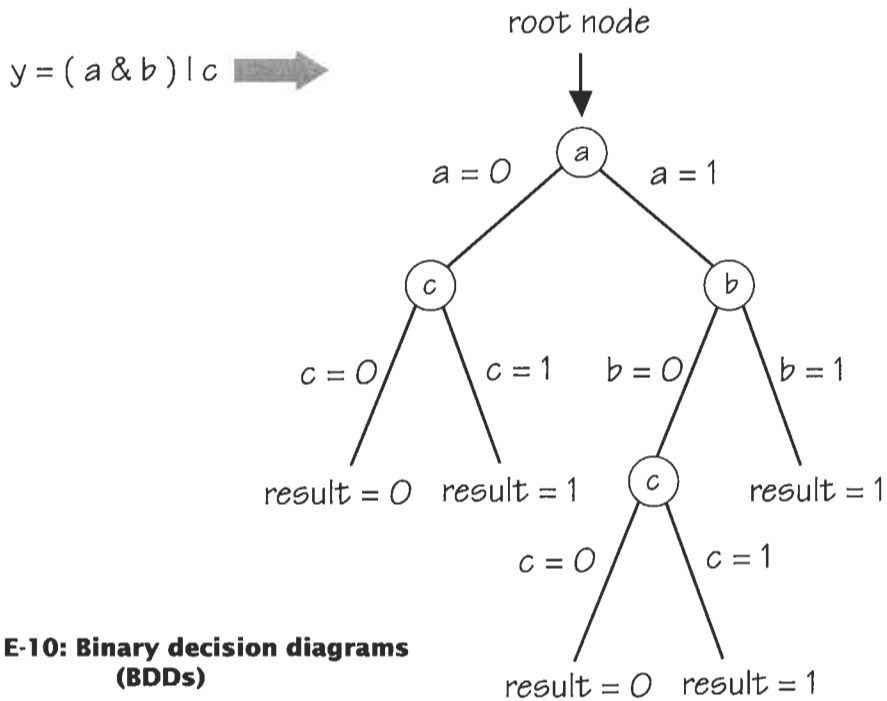 root node
y = ( a & b ) | c
a
a = 0
a = 1
c
b
c = 0
c = 1
b = 0
b = 1
result = 0
result = 1
c
result = 1
c = 0
c = 1
E-10: Binary decision diagrams
(BDDs)
result = 0
result = 1